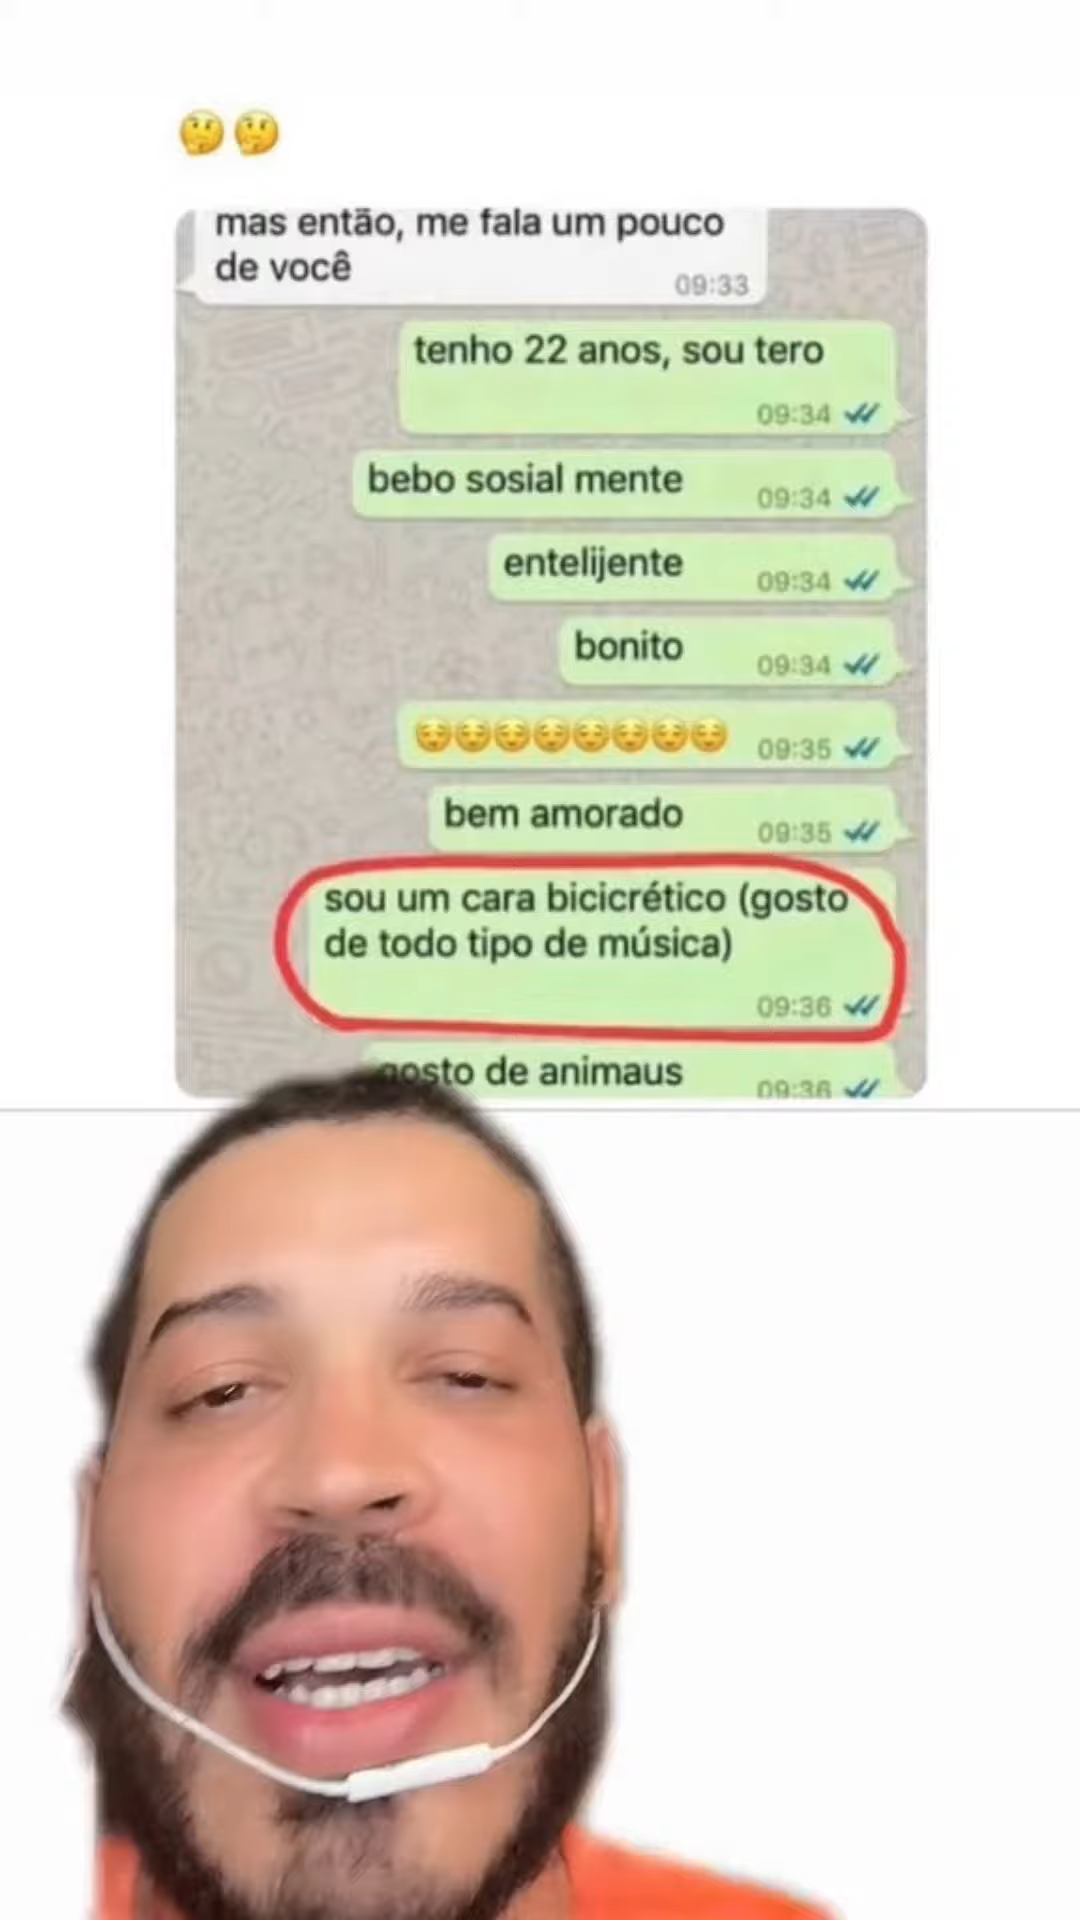 🤔🤔
mas então, me fala um pouco
de você
09:33
tenho 22 anos, sou tero
09:34
bebo sosial mente
09:34
entelijente
09:34
bonito
09:34
😌😌😌😌😌😌😌😌
09:35
bem amorado
09:35
sou um cara bicicrético (gosto
de todo tipo de música)
09:36
gosto de animaus
09:36